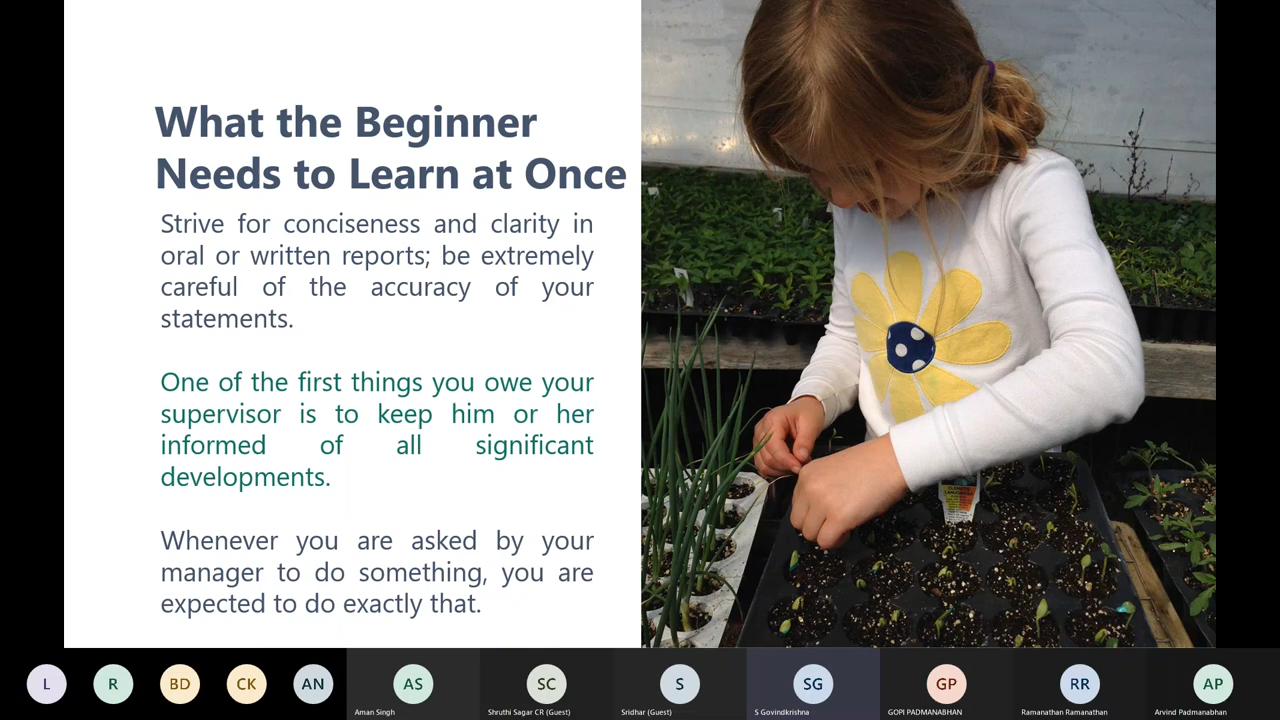 What the Beginner
Needs to Learn at Once
Strive for conciseness and clarity in
oral or written reports; be extremely
careful of the accuracy of your
statements.
One of the first things you owe your
supervisor is to keep him or her
informed of all significant
developments.
Whenever you are asked by your
manager to do something, you are
expected to do exactly that.
L
R
BD
CK
AN
AS
SC
S
SG
GP
RR
AP
Aman Singh
Shruthi Sagar CR (Guest)
Sridhar (Guest)
S Govindkrishna
GOPI PADMANABHAN
Ramanathan Ramanathan
Arvind Padmanabhan